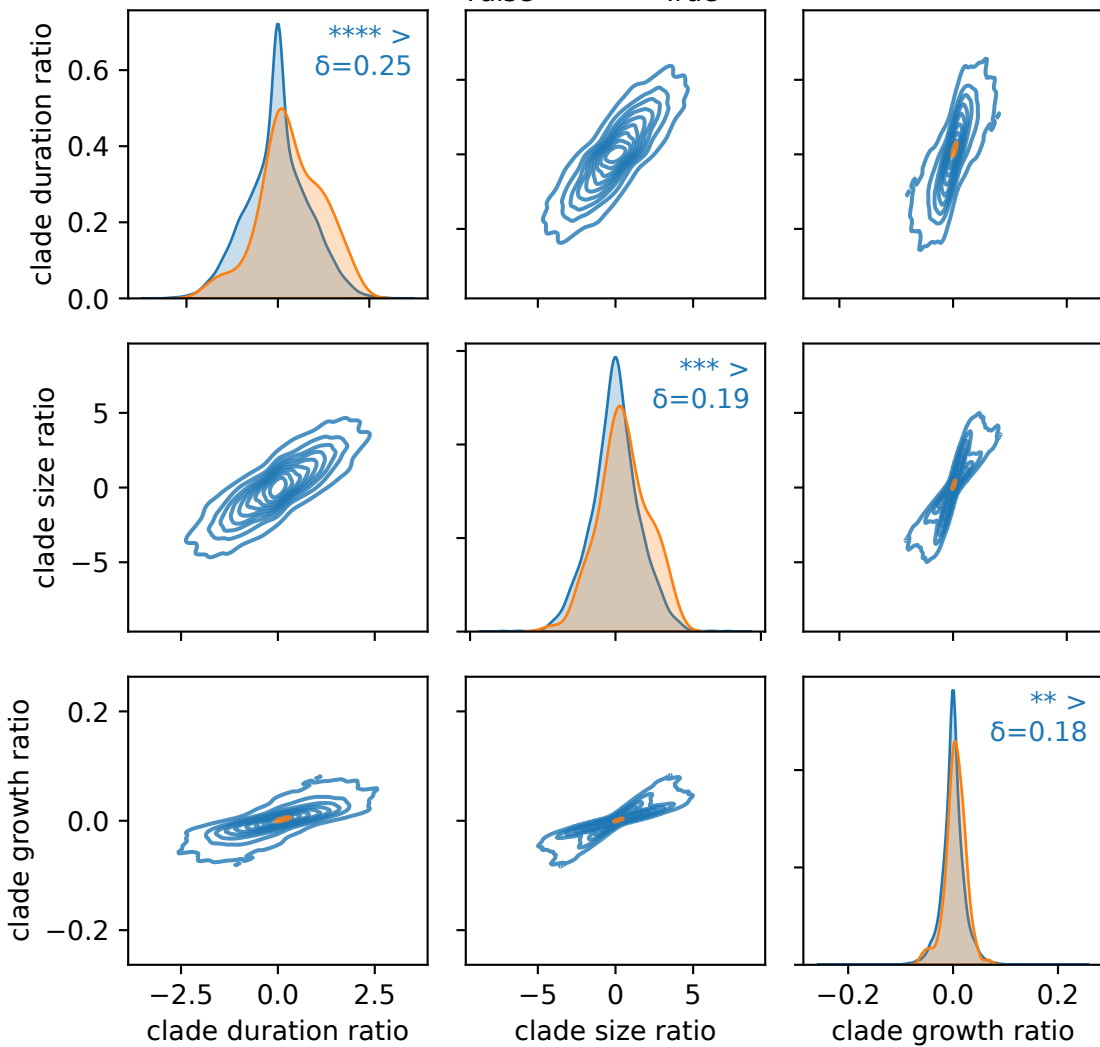 clade duration ratio
0.6
0.4
0.2
0.0
**** >
δ=0.25
clade size ratio
5
0
−5
*** >
δ=0.19
clade growth ratio
0.2
0.0
−0.2
** >
δ=0.18
−2.5 0.0 2.5
clade duration ratio
−5 0 5
clade size ratio
−0.2 0.0 0.2
clade growth ratio